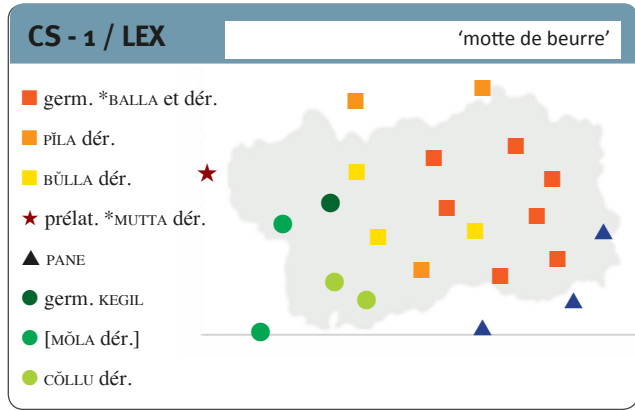 CS - 1 / LEX
‘motte de beurre’
germ. *BALLA et dér.
PĬLA dér.
BŬLLA dér.
prélat. *MUTTA dér.
PANE
germ. KEGIL
[MŎLA dér.]
CŎLLU dér.